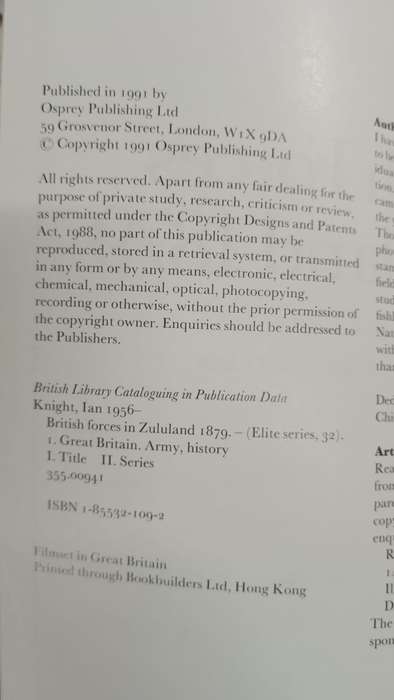 Published in 1991 by
Osprey Publishing Ltd
59 Grosvenor Street, London, W1X 9DA
© Copyright 1991 Osprey Publishing Ltd
All rights reserved. Apart from any fair dealing for the
purpose of private study, research, criticism or review,
as permitted under the Copyright Designs and Patents
Act, 1988, no part of this publication may be
reproduced, stored in a retrieval system, or transmitted
in any form or by any means, electronic, electrical,
chemical, mechanical, optical, photocopying,
recording or otherwise, without the prior permission of
the copyright owner. Enquiries should be addressed to
the Publishers.
British Library Cataloguing in Publication Data
Knight, Ian 1956–
British forces in Zululand 1879. – (Elite series, 32).
1. Great Britain. Army, history
I. Title II. Series
355.00941
ISBN 1-85532-109-2
Filmset in Great Britain
Printed through Bookbuilders Ltd, Hong Kong
I
the
Art
from
R
D
The